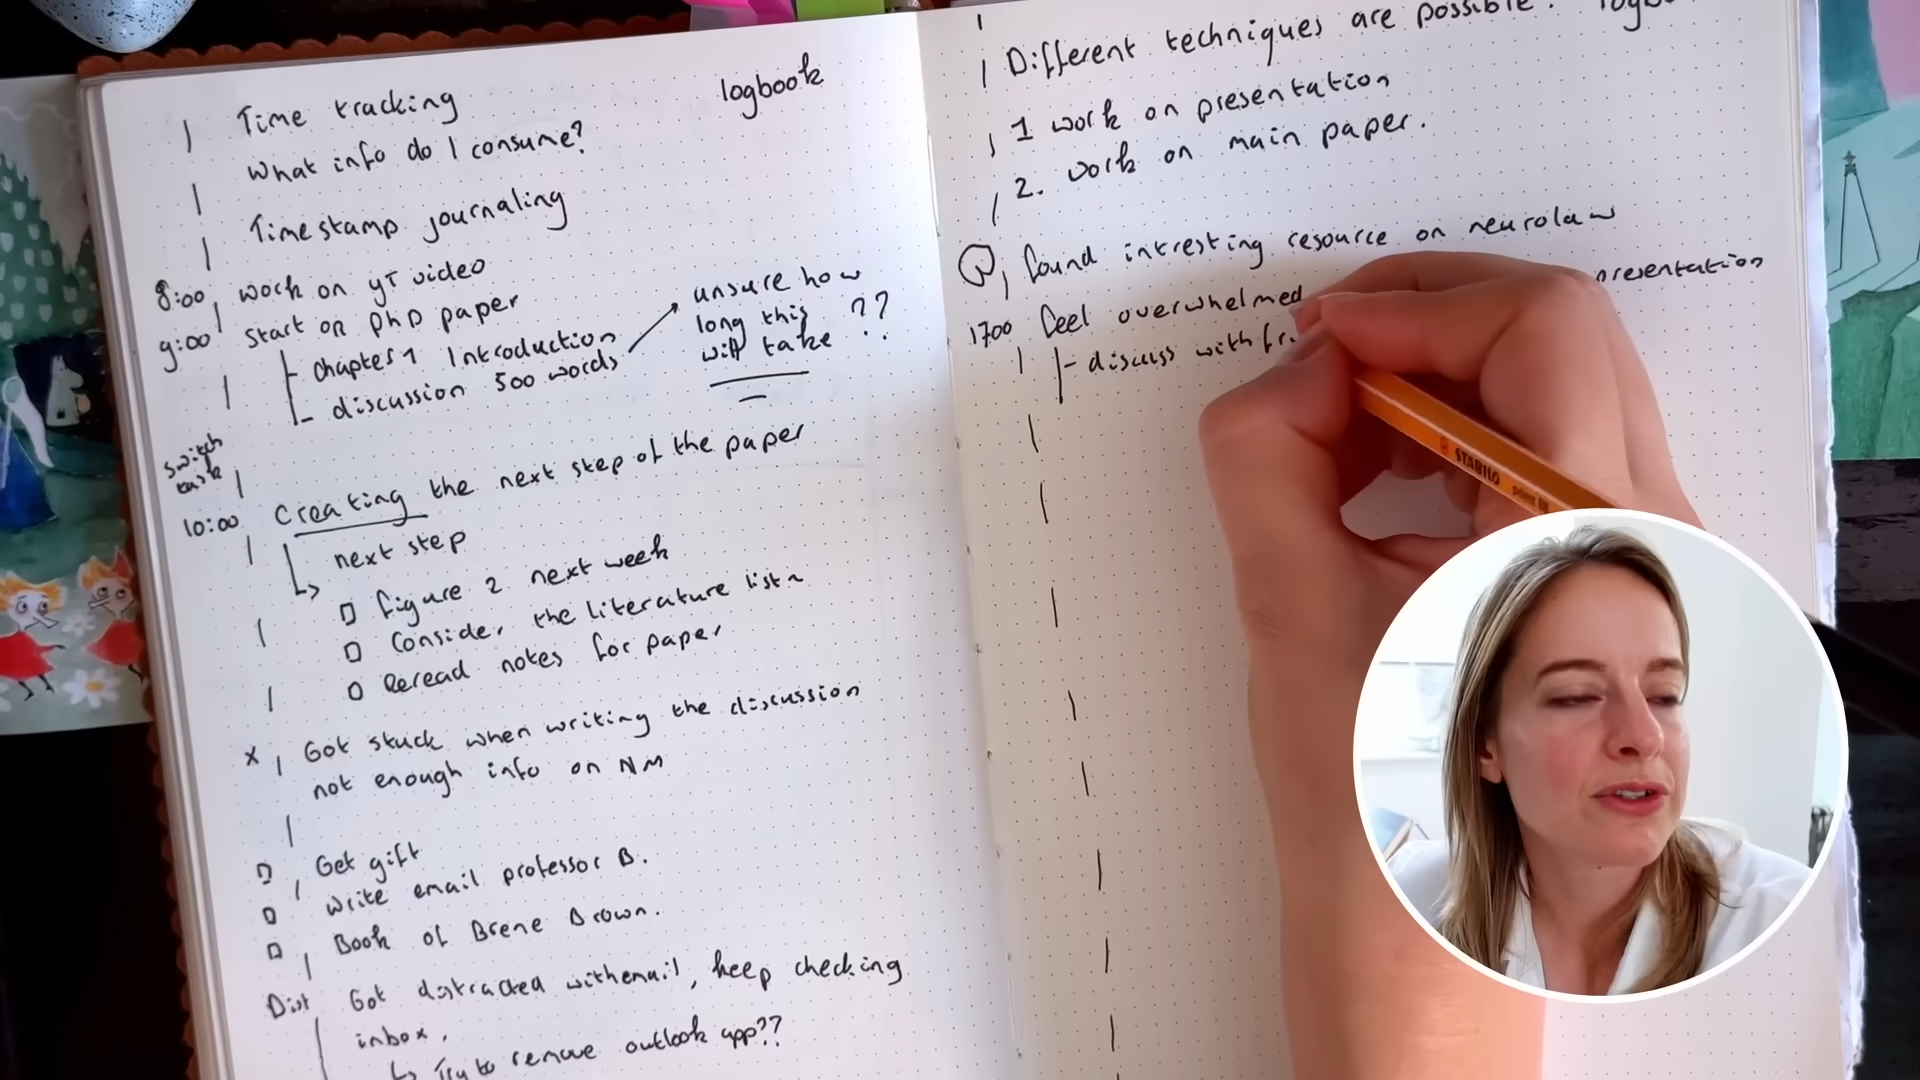 Time tracking
logbook
What info do I consume?
Timestamp journaling
8:00 work on yT video
9:00 Start on PhD paper
chapter 1 Introduction
discussion 500 words
unsure how
long this
will take ??
switch
task
10:00 Creating the next step of the paper
next step
figure 2 next week
Consider the literature list
Reread notes for paper
x Got stuck when writing the discussion
not enough info on NM
Get gift
Write email professor B.
Book of Brene Brown.
Dist Got distracted with email, keep checking
inbox.
Try to remove outlook app??
Different techniques are possible.
1 work on presentation
2. work on main paper.
found intresting resource on neurolaw
1700 feel overwhelmed presentation
- discuss with
STABILO